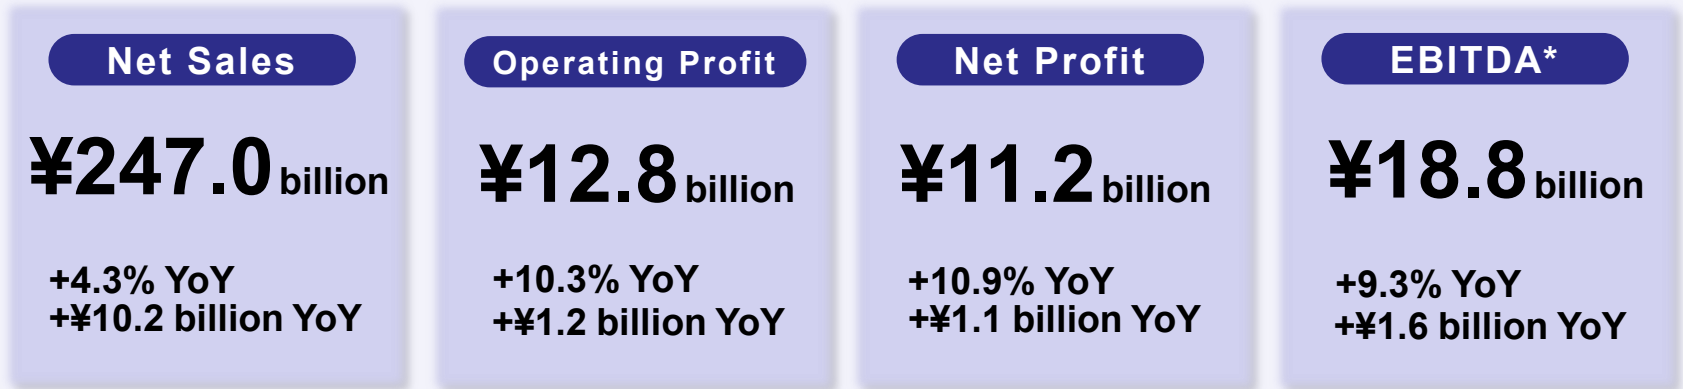 Net Sales
¥247.0 billion
+4.3% YoY
+¥10.2 billion YoY
Operating Profit
¥12.8 billion
+10.3% YoY
+¥1.2 billion YoY
Net Profit
¥11.2 billion
+10.9% YoY
+¥1.1 billion YoY
EBITDA*
¥18.8 billion
+9.3% YoY
+¥1.6 billion YoY